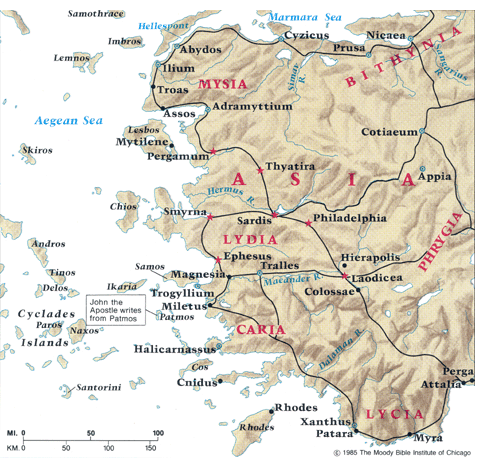 Samothrace
Marmara Sea
Hellespont
Imbros
Cyzicus
Nicaea
Abydos
Prusa
BITHYNIA
Lemnos
Ilium
Simav
R.
Sangarius
R.
MYSIA
Troas
Adramyttium
Assos
Aegean Sea
Lesbos
Cotiaeum
Mytilene
Skiros
Pergamum
Thyatira
ASIA
Appia
Hermus R.
Chios
Smyrna
Sardis
Philadelphia
PHRYGIA
LYDIA
Andros
Ephesus
Hierapolis
Samos
Tralles
Tinos
Magnesia
Laodicea
Delos
Ikaria
Maeander R.
Colossae
Trogyllium
John the
Apostle writes
from Patmos
Miletus
Cyclades
Patmos
Paros
Naxos
CARIA
Islands
Halicarnassus
Dalaman R.
Cos
Perga
Cnidus
Attalia
Santorini
Rhodes
LYCIA
Xanthus
Rhodes
Patara
Myra
MI. 0 50 100
KM. 0 50 100 150
© 1985 The Moody Bible Institute of Chicago